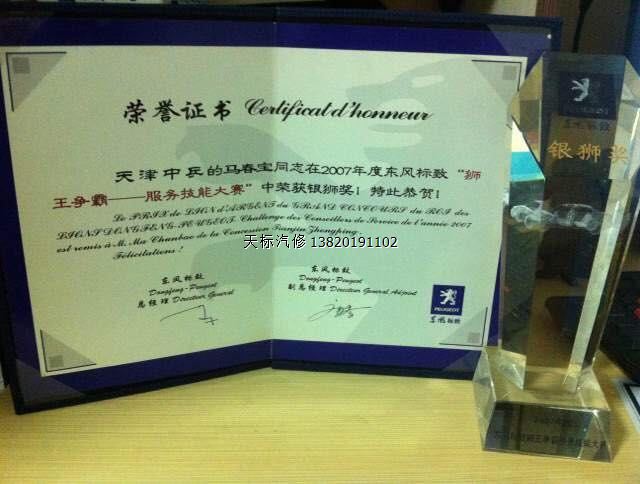 荣誉证书 Certificat d'honneur
天津中乒的马春宝同志在2007年度东风标致“狮
王争霸——服务技能大赛”中荣获银狮奖！特此恭贺！
Le PRIX de LION d'ARGENT du GRAND CONCOURT du ROI des
LIONS DONGFENG-PEUGEOT, Challenge des Conseillers de Service de l'année 2007
est remis à M. Ma Chunbao de la Concession Tianjin Zhongping.
Felicitations !
天标汽修 13820191102
东风标致
Dongfeng-Peugeot
总经理 Directeur General
东风标致
Dongfeng-Peugeot
副总经理 Directeur General Adjoint
PEUGEOT
东风标致
东风标致
银狮奖